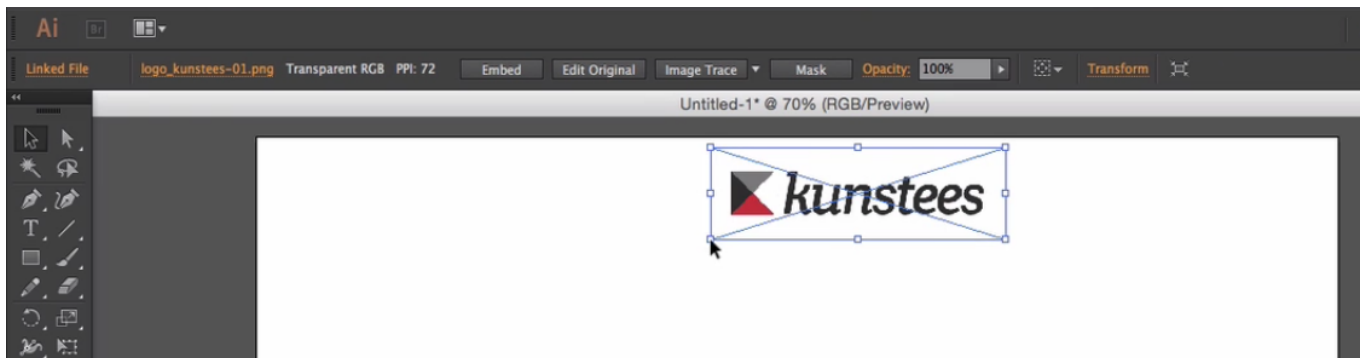 Ai Br
Linked File logo_kunstees-01.png Transparent RGB PPI: 72 Embed Edit Original Image Trace Mask Opacity: 100% Transform
Untitled-1* @ 70% (RGB/Preview)
kunstees
T